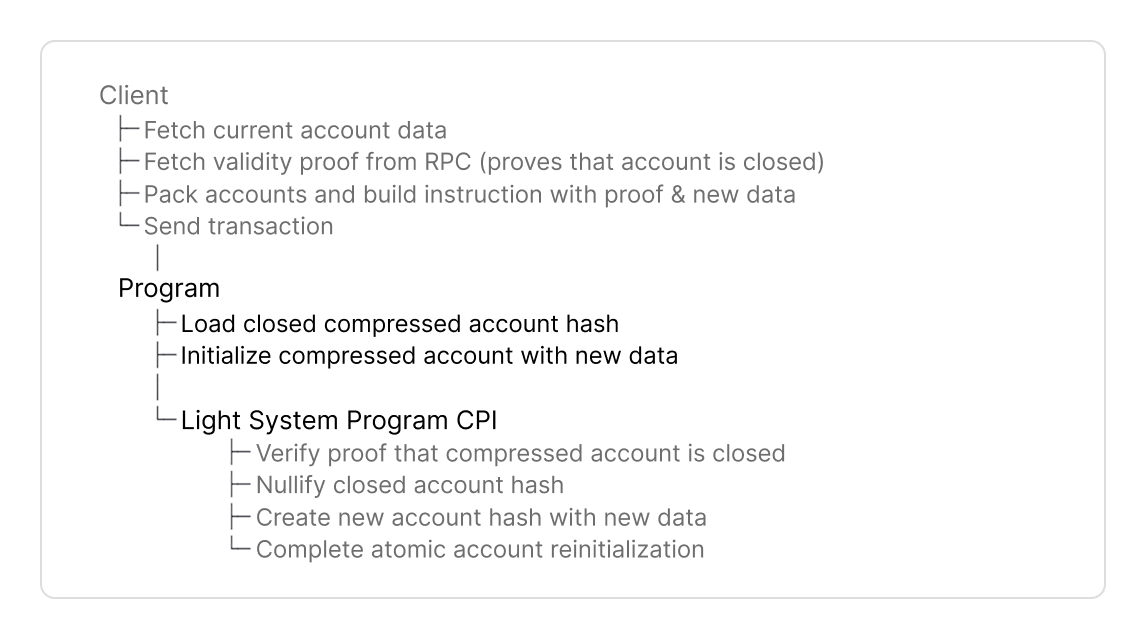 Client
├─ Fetch current account data
├─ Fetch validity proof from RPC (proves that account is closed)
├─ Pack accounts and build instruction with proof & new data
└─ Send transaction
│
Program
├─ Load closed compressed account hash
├─ Initialize compressed account with new data
│
└─ Light System Program CPI
├─ Verify proof that compressed account is closed
├─ Nullify closed account hash
├─ Create new account hash with new data
└─ Complete atomic account reinitialization